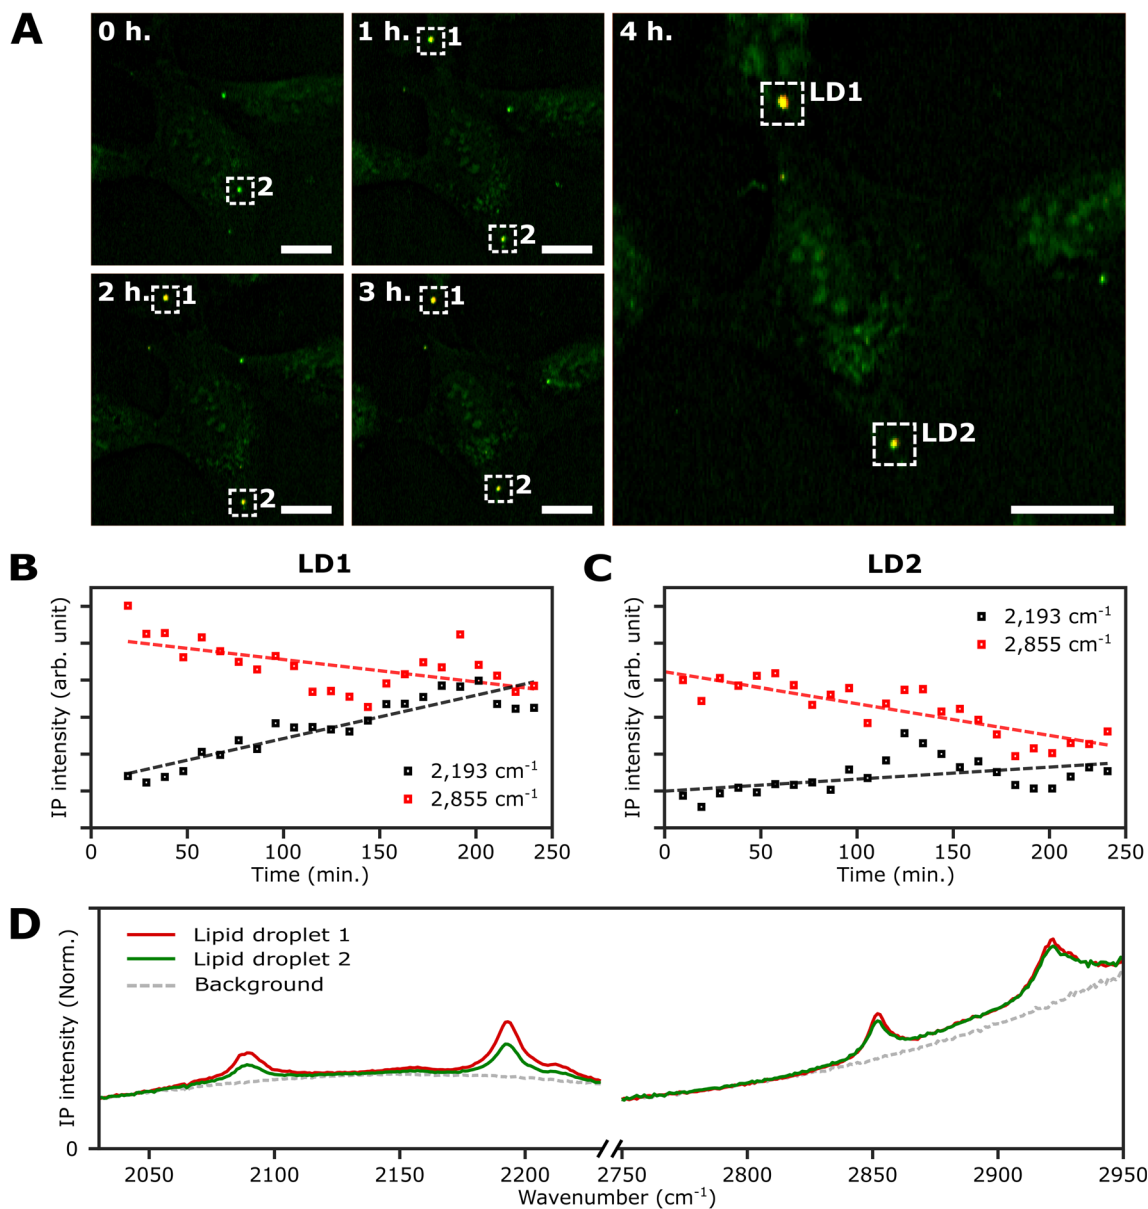 A
0 h.
2
1 h.
1
2
2 h.
1
2
3 h.
1
2
4 h.
LD1
LD2
B
LD1
IP intensity (arb. unit)
2,193 cm⁻¹
2,855 cm⁻¹
0 50 100 150 200 250
Time (min.)
C
LD2
IP intensity (arb. unit)
2,193 cm⁻¹
2,855 cm⁻¹
0 50 100 150 200 250
Time (min.)
D
IP intensity (Norm.)
Lipid droplet 1
Lipid droplet 2
Background
0
2050 2100 2150 2200 2750 2800 2850 2900 2950
Wavenumber (cm⁻¹)